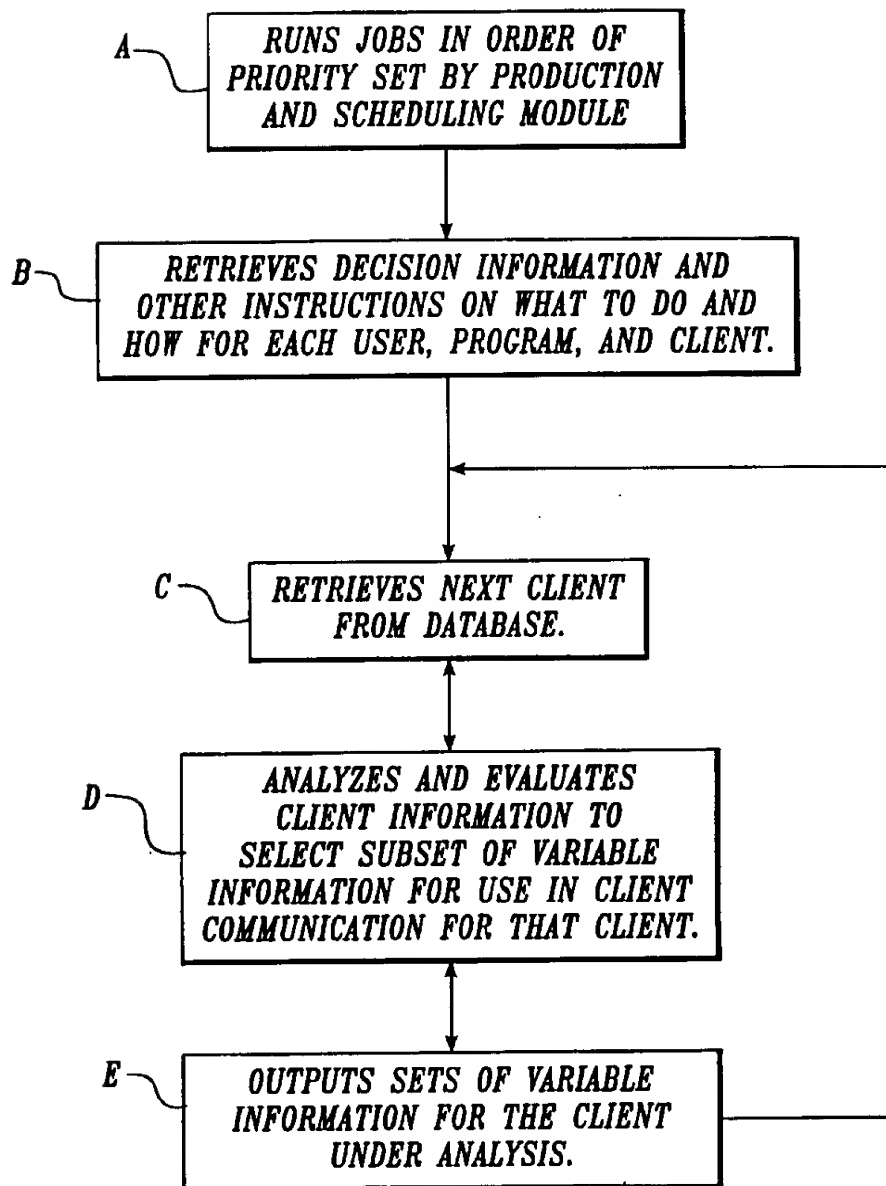 A
RUNS JOBS IN ORDER OF
PRIORITY SET BY PRODUCTION
AND SCHEDULING MODULE
B
RETRIEVES DECISION INFORMATION AND
OTHER INSTRUCTIONS ON WHAT TO DO AND
HOW FOR EACH USER, PROGRAM, AND CLIENT.
C
RETRIEVES NEXT CLIENT
FROM DATABASE.
D
ANALYZES AND EVALUATES
CLIENT INFORMATION TO
SELECT SUBSET OF VARIABLE
INFORMATION FOR USE IN CLIENT
COMMUNICATION FOR THAT CLIENT.
E
OUTPUTS SETS OF VARIABLE
INFORMATION FOR THE CLIENT
UNDER ANALYSIS.